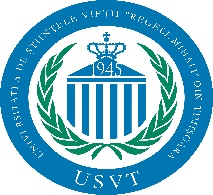 UNIVERSITATEA DE ȘTIINȚELE VIEȚII "REGELE MIHAI I" DIN TIMIȘOARA
1945
USVT